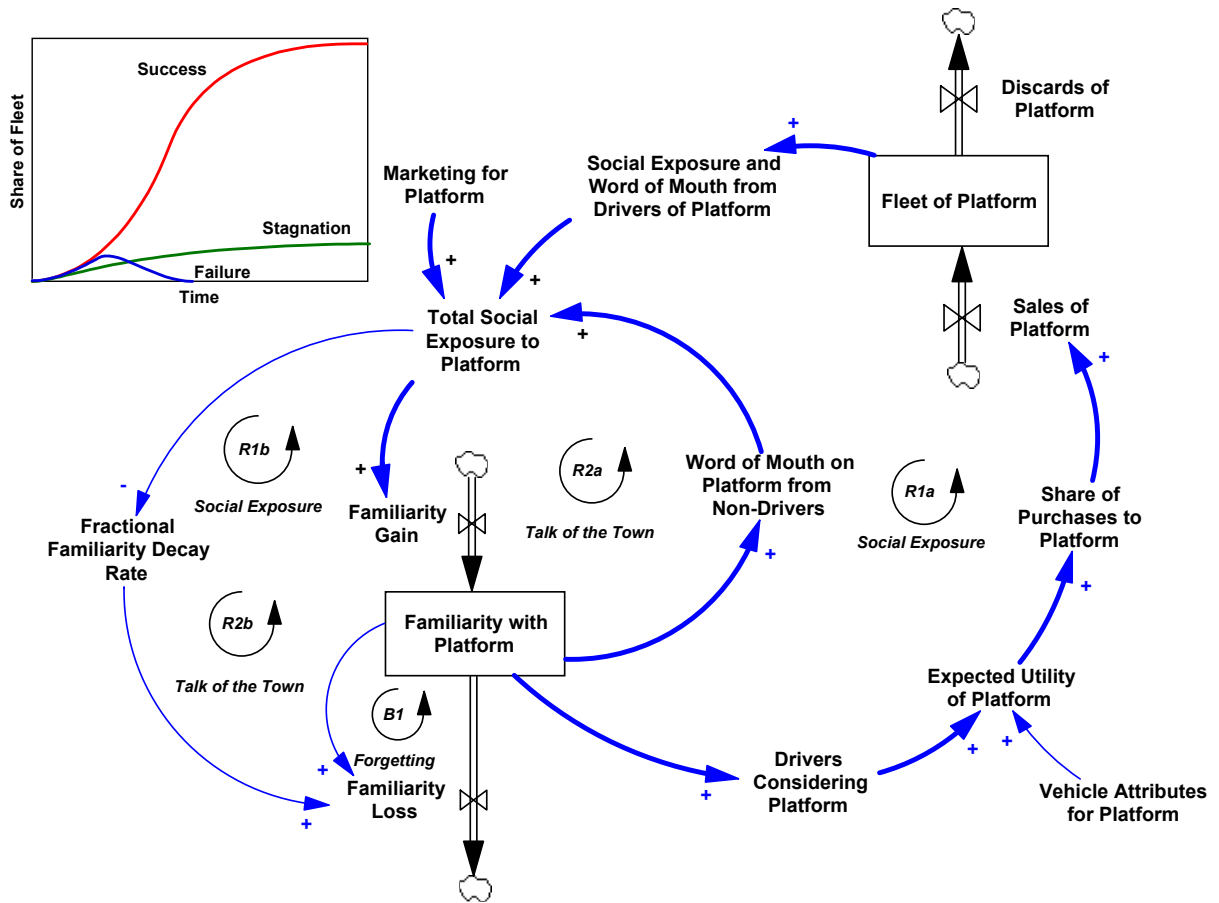 Share of Fleet
Success
Stagnation
Failure
Time
Marketing for
Platform
+
Social Exposure and
Word of Mouth from
Drivers of Platform
+
+
Discards of
Platform
Fleet of Platform
Sales of
Platform
+
Total Social
Exposure to
Platform
+
R1b
Social Exposure
-
+
Familiarity
Gain
R2a
Talk of the Town
Word of Mouth on
Platform from
Non-Drivers
+
R1a
Social Exposure
Share of
Purchases to
Platform
+
Fractional
Familiarity Decay
Rate
R2b
Talk of the Town
Familiarity with
Platform
B1
Forgetting
+
Familiarity
Loss
+
Drivers
Considering
Platform
+
Expected Utility
of Platform
+
+
Vehicle Attributes
for Platform